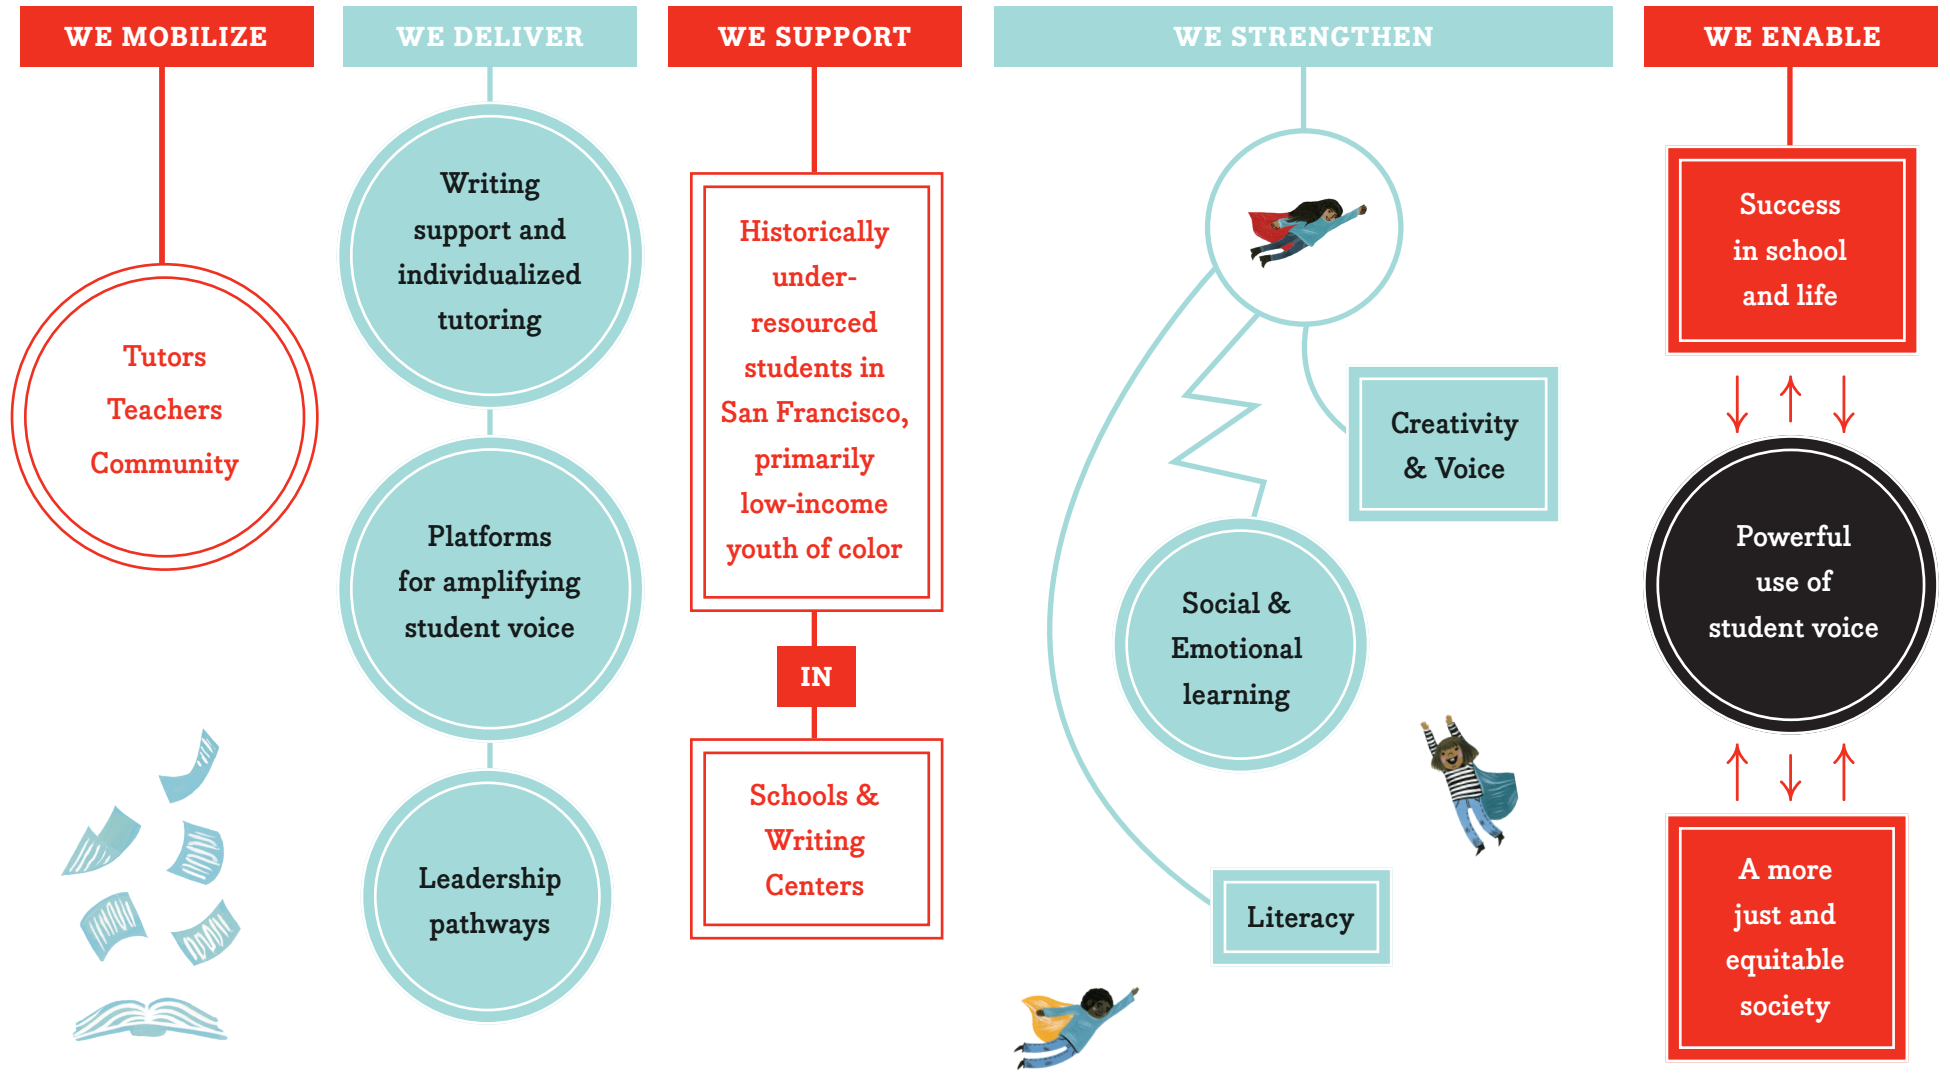 WE MOBILIZE
Tutors
Teachers
Community
WE DELIVER
Writing
support and
individualized
tutoring
Platforms
for amplifying
student voice
Leadership
pathways
WE SUPPORT
Historically
under-
resourced
students in
San Francisco,
primarily
low-income
youth of color
IN
Schools &
Writing
Centers
WE STRENGTHEN
Creativity
& Voice
Social &
Emotional
learning
Literacy
WE ENABLE
Success
in school
and life
Powerful
use of
student voice
A more
just and
equitable
society